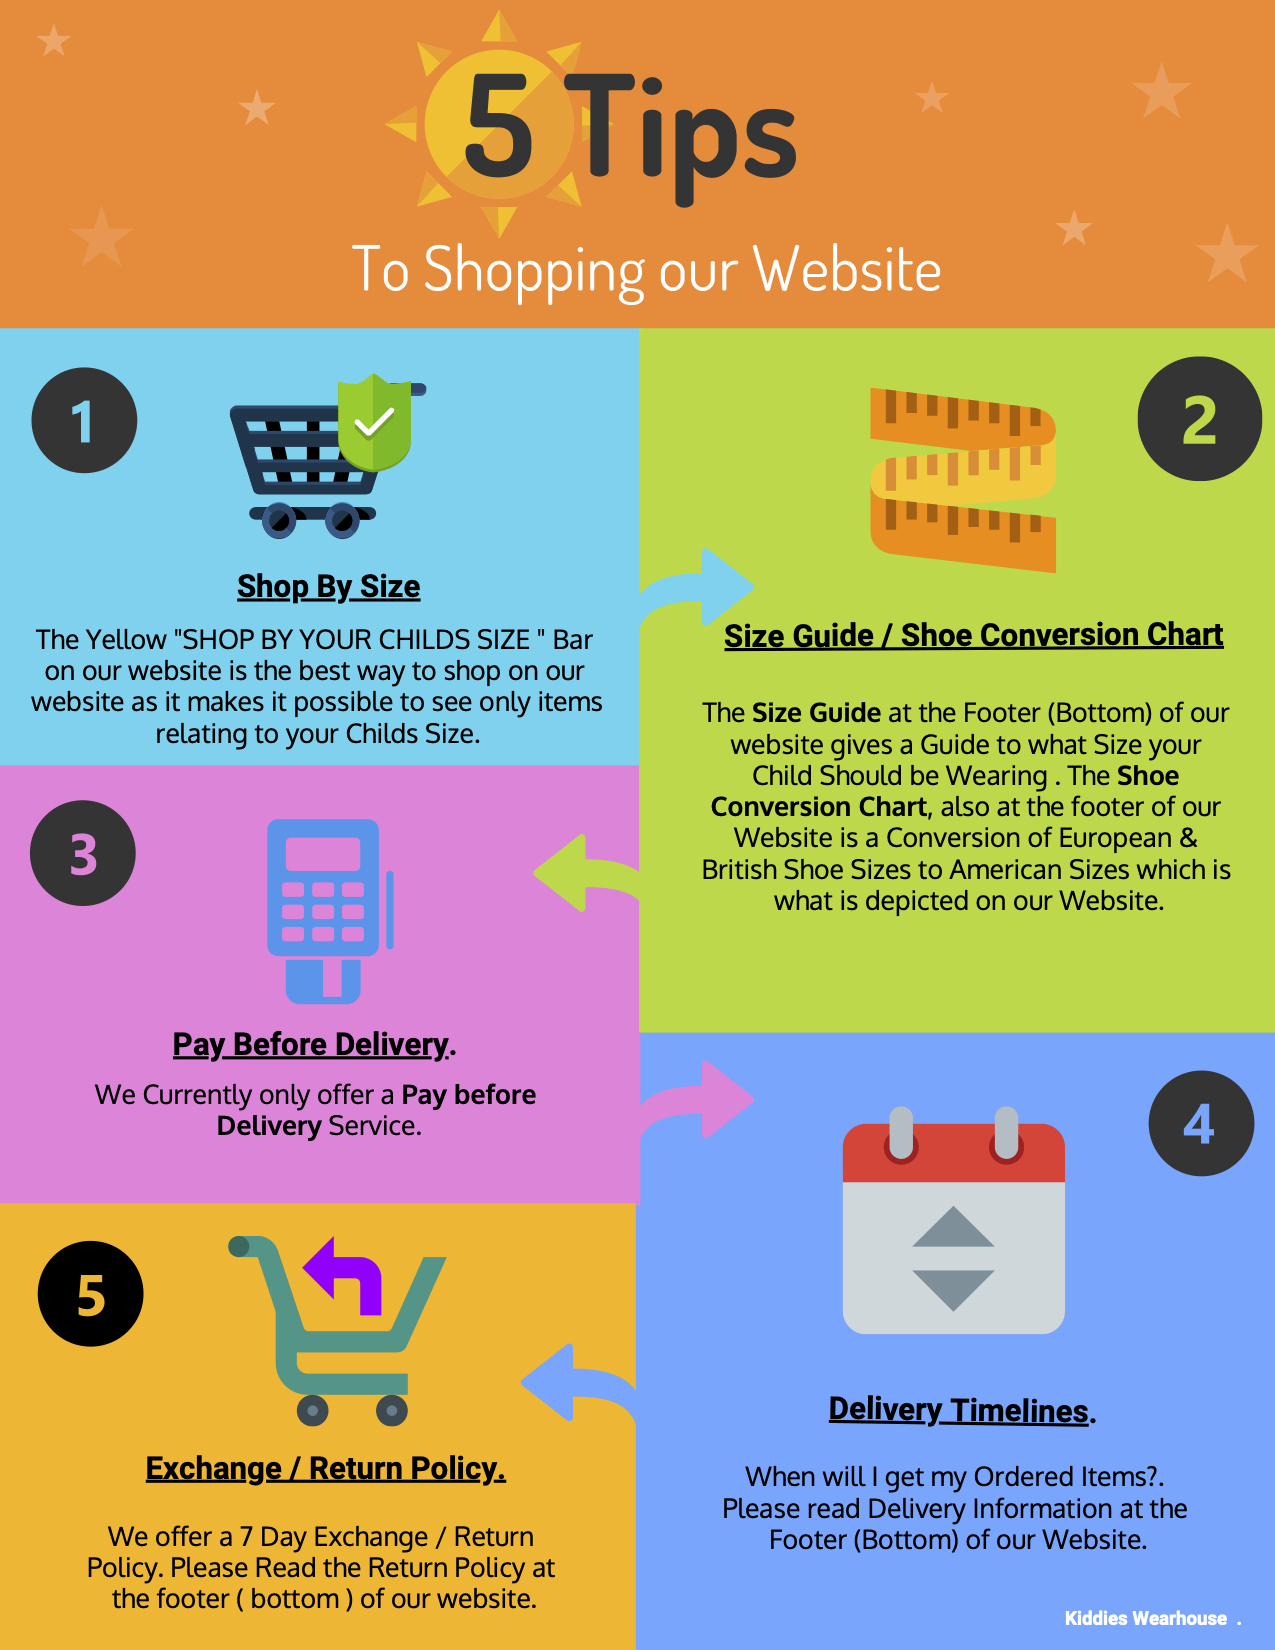 5 Tips
To Shopping our Website
1
Shop By Size
The Yellow "SHOP BY YOUR CHILDS SIZE " Bar
on our website is the best way to shop on our
website as it makes it possible to see only items
relating to your Childs Size.
2
Size Guide / Shoe Conversion Chart
The Size Guide at the Footer (Bottom) of our
website gives a Guide to what Size your
Child Should be Wearing . The Shoe
Conversion Chart, also at the footer of our
Website is a Conversion of European &
British Shoe Sizes to American Sizes which is
what is depicted on our Website.
3
Pay Before Delivery.
We Currently only offer a Pay before
Delivery Service.
4
Delivery Timelines.
When will I get my Ordered Items?.
Please read Delivery Information at the
Footer (Bottom) of our Website.
5
Exchange / Return Policy.
We offer a 7 Day Exchange / Return
Policy. Please Read the Return Policy at
the footer ( bottom ) of our website.
Kiddies Wearhouse .